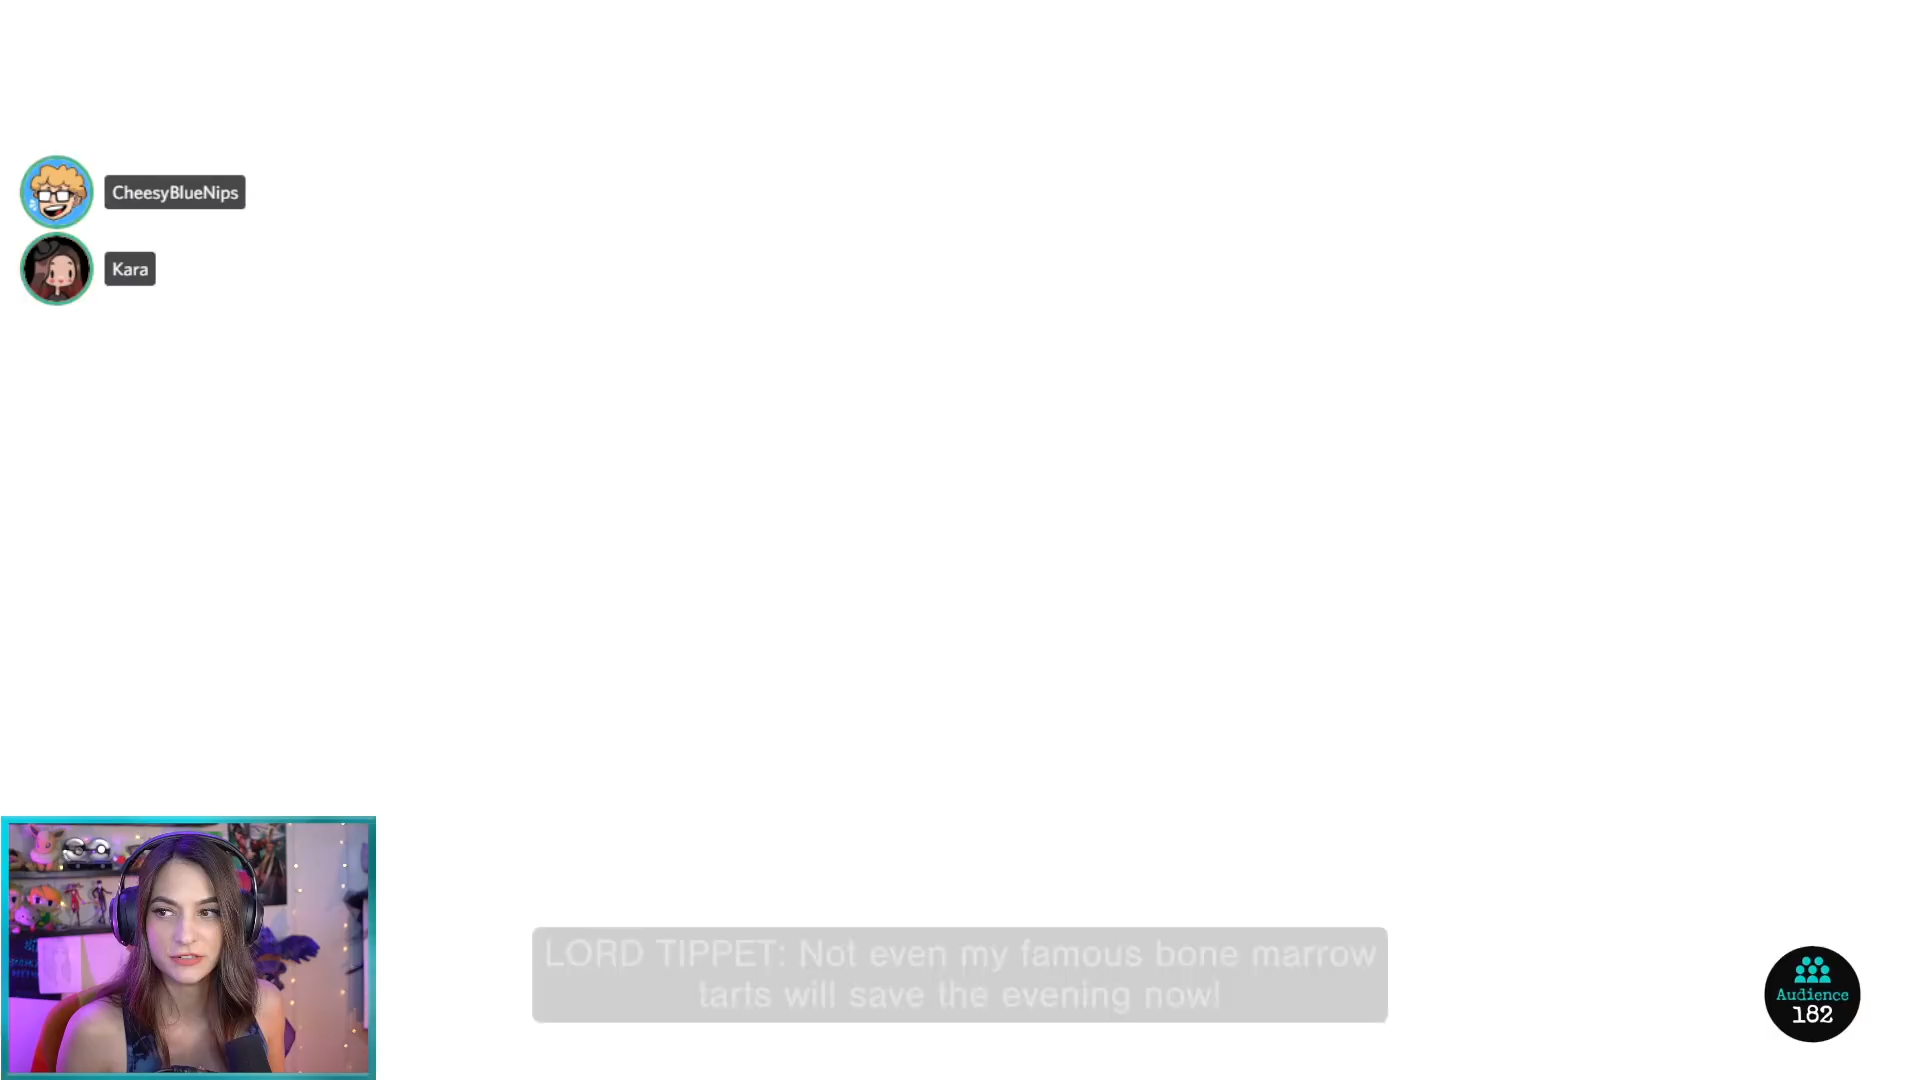 CheesyBlueNips
Kara
LORD TIPPET: Not even my famous bone marrow
tarts will save the evening now!
Audience
182